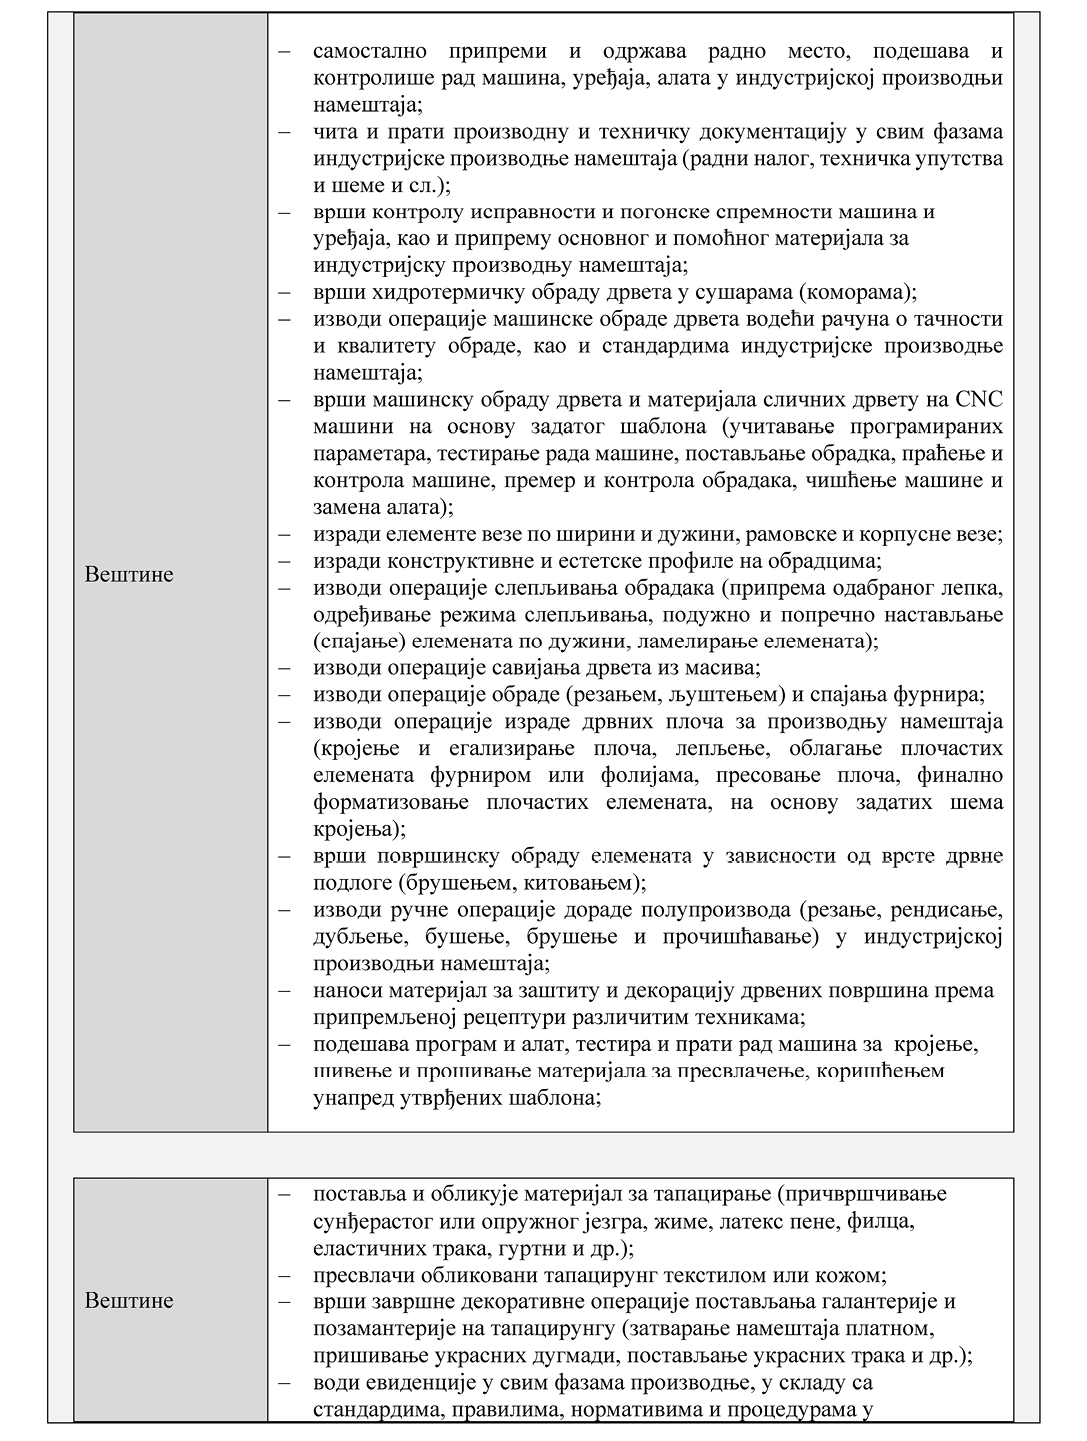 – самостално припреми и одржава радно место, подешава и
контролише рад машина, уређаја, алата у индустријској производњи
намештаја;
– чита и прати производну и техничку документацију у свим фазама
индустријске производње намештаја (радни налог, техничка упутства
и шеме и сл.);
– врши контролу исправности и погонске спремности машина и
уређаја, као и припрему основног и помоћног материјала за
индустријску производњу намештаја;
– врши хидротермичку обраду дрвета у сушарама (коморама);
– изводи операције машинске обраде дрвета водећи рачуна о тачности
и квалитету обраде, као и стандардима индустријске производње
намештаја;
– врши машинску обраду дрвета и материјала сличних дрвету на CNC
машини на основу задатог шаблона (учитавање програмираних
параметара, тестирање рада машине, постављање обрадка, праћење и
контрола машине, премер и контрола обрадака, чишћење машине и
замена алата);
– изради елементе везе по ширини и дужини, рамовске и корпусне везе;
– изради конструктивне и естетске профиле на обрадцима;
Вештине
– изводи операције слепљивања обрадака (припрема одабраног лепка,
одређивање режима слепљивања, подужно и попречно настављање
(спајање) елемената по дужини, ламелирање елемената);
– изводи операције савијања дрвета из масива;
– изводи операције обраде (резањем, љуштењем) и спајања фурнира;
– изводи операције израде дрвних плоча за производњу намештаја
(кројење и егализирање плоча, лепљење, облагање плочастих
елемената фурниром или фолијама, пресовање плоча, финално
форматизовање плочастих елемената, на основу задатих шема
кројења);
– врши површинску обраду елемената у зависности од врсте дрвне
подлоге (брушењем, китовањем);
– изводи ручне операције дораде полупроизвода (резање, рендисање,
дубљење, бушење, брушење и прочишћавање) у индустријској
производњи намештаја;
– наноси материјал за заштиту и декорацију дрвених површина према
припремљеној рецептури различитим техникама;
– подешава програм и алат, тестира и прати рад машина за кројење,
шивење и прошивање материјала за пресвлачење, коришћењем
унапред утврђених шаблона;
– поставља и обликује материјал за тапацирање (причвршчивање
сунђерастог или опружног језгра, жиме, латекс пене, филца,
еластичних трака, гуртни и др.);
– пресвлачи обликовани тапацирунг текстилом или кожом;
Вештине
– врши завршне декоративне операције постављања галантерије и
позамантерије на тапацирунгу (затварање намештаја платном,
пришивање украсних дугмади, постављање украсних трака и др.);
– води евиденције у свим фазама производње, у складу са
стандардима, правилима, нормативима и процедурама у